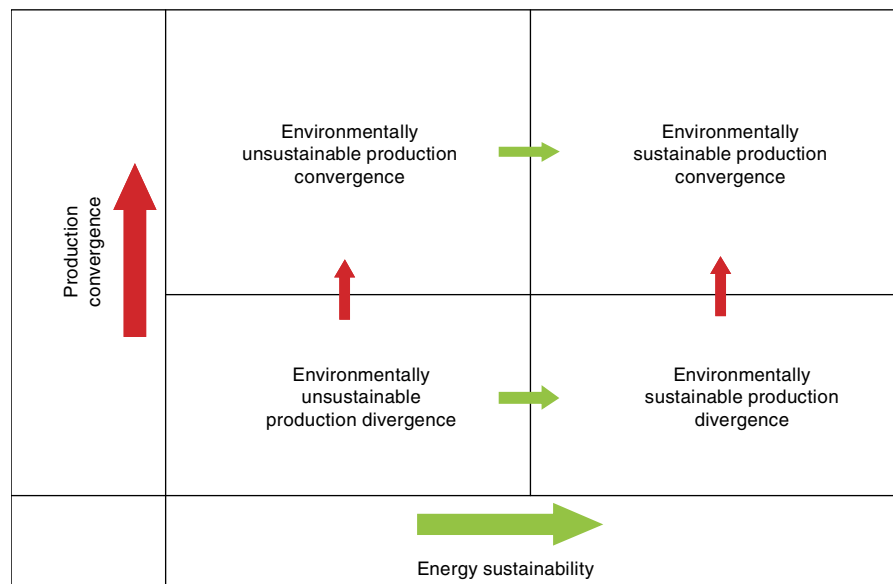 Environmentally
unsustainable production
convergence
Environmentally
sustainable production
convergence
Production
convergence
Environmentally
unsustainable
production divergence
Environmentally
sustainable production
divergence
Energy sustainability